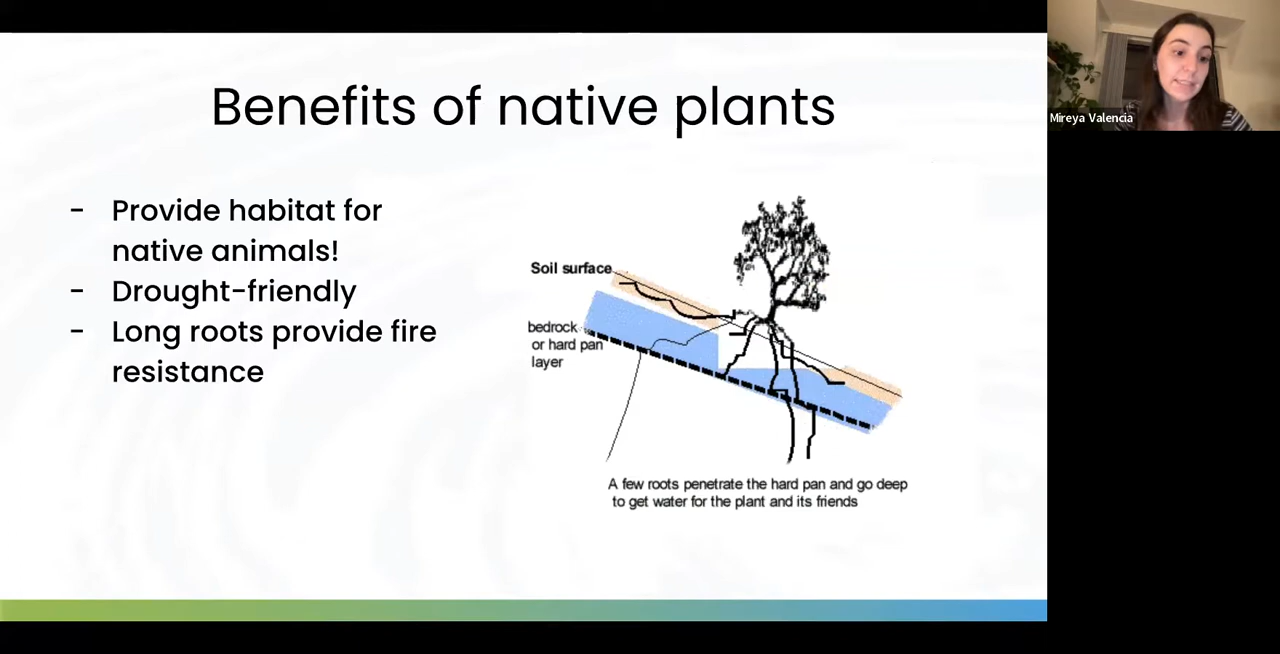 Benefits of native plants
- Provide habitat for
native animals!
- Drought-friendly
- Long roots provide fire
resistance
Soil surface
bedrock
or hard pan
layer
A few roots penetrate the hard pan and go deep
to get water for the plant and its friends
Mireya Valencia